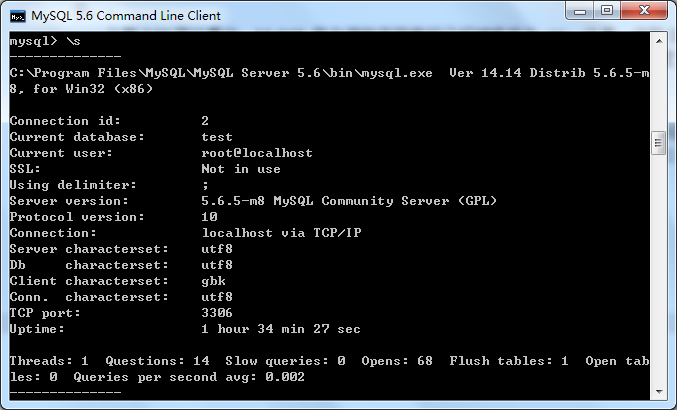 MySQL 5.6 Command Line Client
mysql> \s
--------------
C:\Program Files\MySQL\MySQL Server 5.6\bin\mysql.exe  Ver 14.14 Distrib 5.6.5-m
8, for Win32 (x86)
Connection id:          2
Current database:       test
Current user:           root@localhost
SSL:                    Not in use
Using delimiter:        ;
Server version:         5.6.5-m8 MySQL Community Server (GPL)
Protocol version:       10
Connection:             localhost via TCP/IP
Server characterset:    utf8
Db     characterset:    utf8
Client characterset:    gbk
Conn.  characterset:    utf8
TCP port:               3306
Uptime:                 1 hour 34 min 27 sec
Threads: 1  Questions: 14  Slow queries: 0  Opens: 68  Flush tables: 1  Open tab
les: 0  Queries per second avg: 0.002
--------------